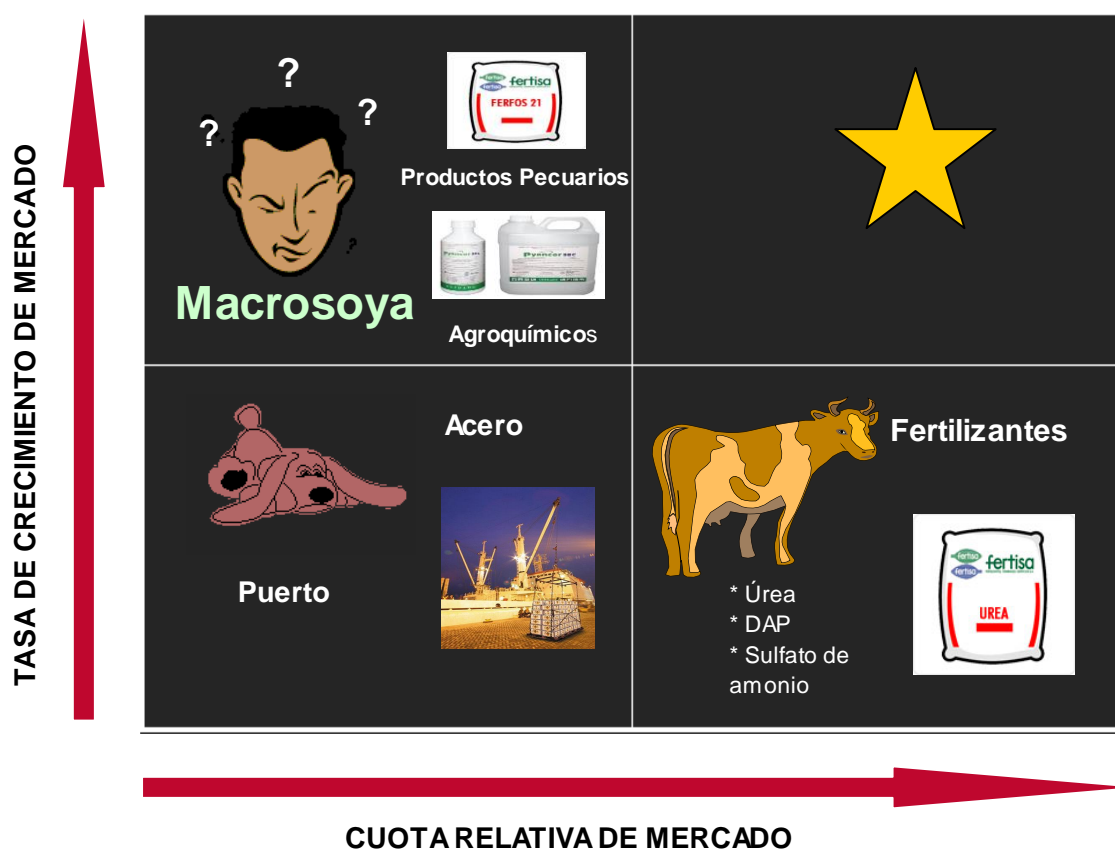 TASA DE CRECIMIENTO DE MERCADO
?
?
?
?
fertisa
FERFOS 21
Productos Pecuarios
Pyencor
Agroquímicos
Macrosoya
Acero
Puerto
Fertilizantes
* Úrea
* DAP
* Sulfato de
amonio
fertisa
UREA
CUOTA RELATIVA DE MERCADO